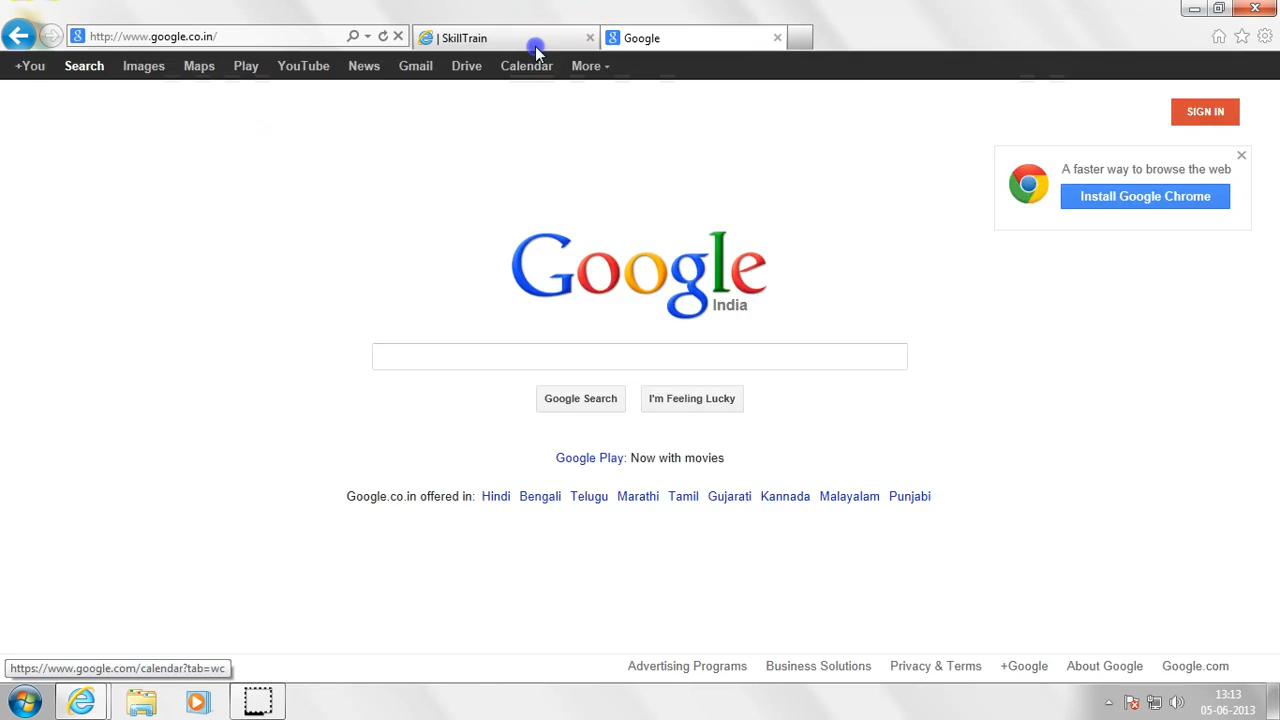 http://www.google.co.in/
| SkillTrain
Google
+You Search Images Maps Play YouTube News Gmail Drive Calendar More
SIGN IN
A faster way to browse the web
Install Google Chrome
Google
India
Google Search
I'm Feeling Lucky
Google Play: Now with movies
Google.co.in offered in: Hindi Bengali Telugu Marathi Tamil Gujarati Kannada Malayalam Punjabi
https://www.google.com/calendar?tab=wc
Advertising Programs Business Solutions Privacy & Terms +Google About Google Google.com
13:13
05-06-2013